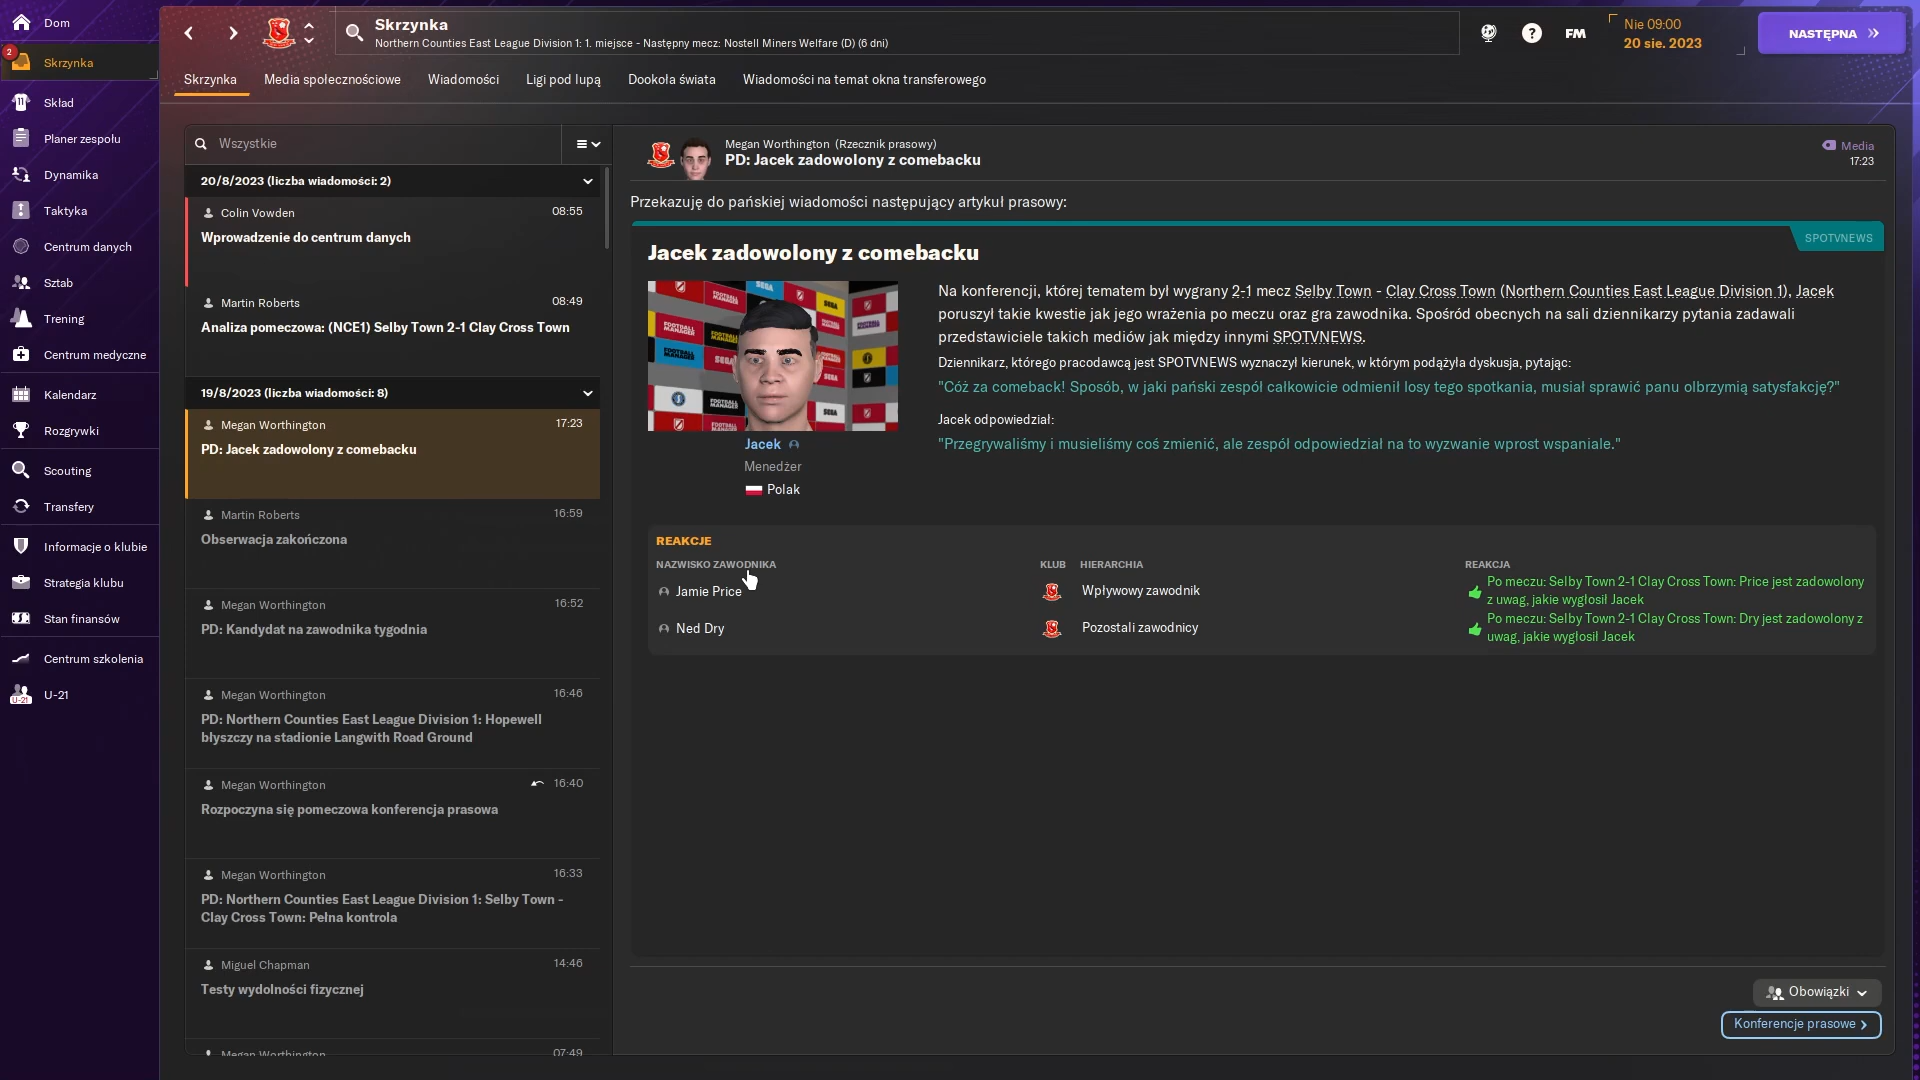 Dom
2
Skrzynka
Skład
Planer zespołu
Dynamika
Taktyka
Centrum danych
Sztab
Trening
Centrum medyczne
Kalendarz
Rozgrywki
Scouting
Transfery
Informacje o klubie
Strategia klubu
Stan finansów
Centrum szkolenia
U-21
U-21
Skrzynka
Northern Counties East League Division 1: 1. miejsce - Następny mecz: Nostell Miners Welfare (D) (6 dni)
?
FM
Nie 09:00
20 sie. 2023
NASTĘPNA
Skrzynka
Media społecznościowe
Wiadomości
Ligi pod lupą
Dookoła świata
Wiadomości na temat okna transferowego
Wszystkie
20/8/2023 (liczba wiadomości: 2)
Colin Vowden 08:55
Wprowadzenie do centrum danych
Martin Roberts 08:49
Analiza pomeczowa: (NCE1) Selby Town 2-1 Clay Cross Town
19/8/2023 (liczba wiadomości: 8)
Megan Worthington 17:23
PD: Jacek zadowolony z comebacku
Martin Roberts 16:59
Obserwacja zakończona
Megan Worthington 16:52
PD: Kandydat na zawodnika tygodnia
Megan Worthington 16:46
PD: Northern Counties East League Division 1: Hopewell
błyszczy na stadionie Langwith Road Ground
Megan Worthington 16:40
Rozpoczyna się pomeczowa konferencja prasowa
Megan Worthington 16:33
PD: Northern Counties East League Division 1: Selby Town -
Clay Cross Town: Pełna kontrola
Miguel Chapman 14:46
Testy wydolności fizycznej
Megan Worthington 07:49
Megan Worthington (Rzecznik prasowy)
PD: Jacek zadowolony z comebacku
Media
17:23
Przekazuję do pańskiej wiadomości następujący artykuł prasowy:
SPOTVNEWS
Jacek zadowolony z comebacku
Na konferencji, której tematem był wygrany 2-1 mecz Selby Town - Clay Cross Town (Northern Counties East League Division 1), Jacek
poruszył takie kwestie jak jego wrażenia po meczu oraz gra zawodnika. Spośród obecnych na sali dziennikarzy pytania zadawali
przedstawiciele takich mediów jak między innymi SPOTVNEWS.
Dziennikarz, którego pracodawcą jest SPOTVNEWS wyznaczył kierunek, w którym podążyła dyskusja, pytając:
"Cóż za comeback! Sposób, w jaki pański zespół całkowicie odmienił losy tego spotkania, musiał sprawić panu olbrzymią satysfakcję?"
Jacek odpowiedział:
"Przegrywaliśmy i musieliśmy coś zmienić, ale zespół odpowiedział na to wyzwanie wprost wspaniale."
Jacek
Menedżer
Polak
REAKCJE
NAZWISKO ZAWODNIKA KLUB HIERARCHIA REAKCJA
Jamie Price Wpływowy zawodnik
Po meczu: Selby Town 2-1 Clay Cross Town: Price jest zadowolony
z uwag, jakie wygłosił Jacek
Ned Dry Pozostali zawodnicy
Po meczu: Selby Town 2-1 Clay Cross Town: Dry jest zadowolony z
uwag, jakie wygłosił Jacek
Obowiązki
Konferencje prasowe